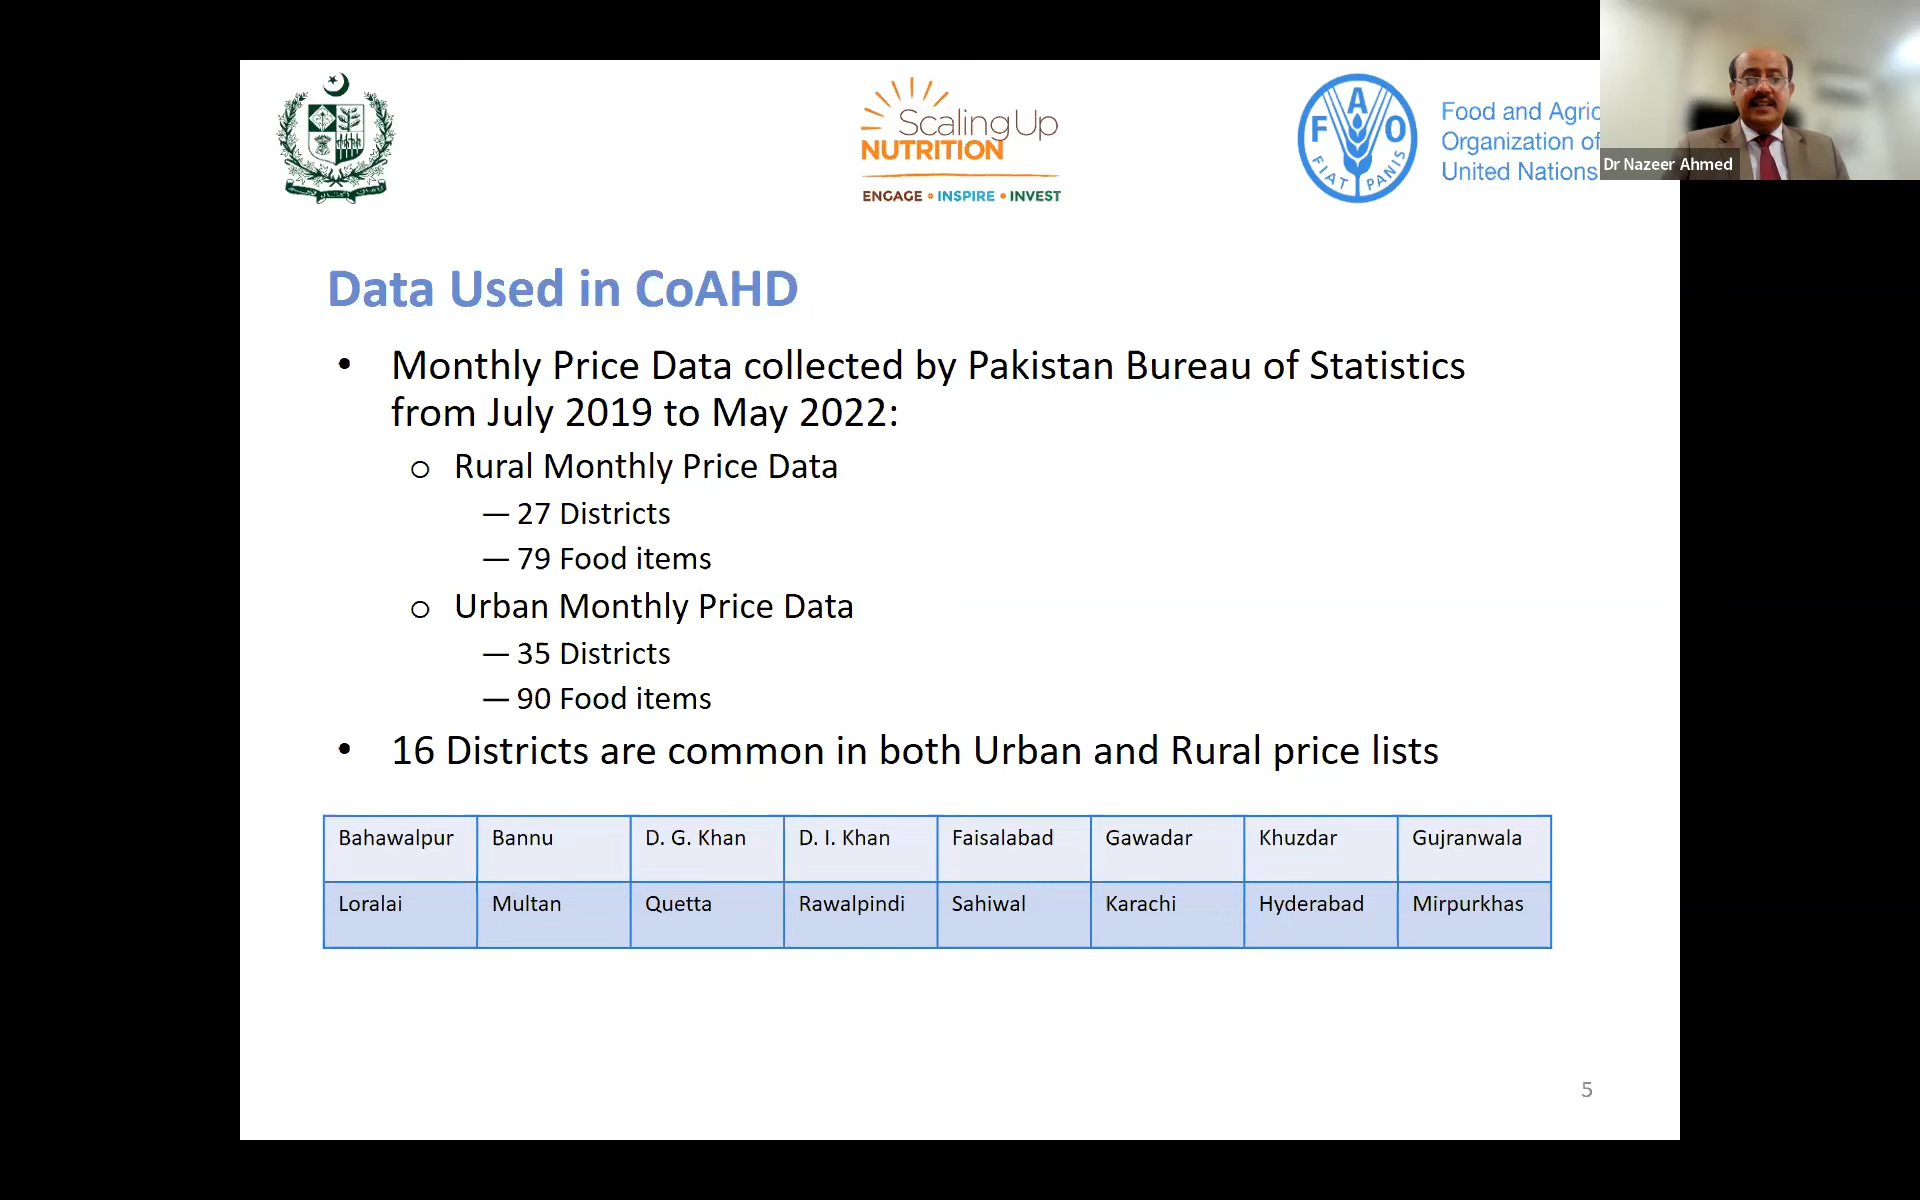 Scaling Up
NUTRITION
ENGAGE • INSPIRE • INVEST
F A O
FIAT PANIS
Food and Agric
Organization of
United Nations
Dr Nazeer Ahmed
Data Used in CoAHD
• Monthly Price Data collected by Pakistan Bureau of Statistics
from July 2019 to May 2022:
o Rural Monthly Price Data
— 27 Districts
— 79 Food items
o Urban Monthly Price Data
— 35 Districts
— 90 Food items
• 16 Districts are common in both Urban and Rural price lists
Bahawalpur Bannu D. G. Khan D. I. Khan Faisalabad Gawadar Khuzdar Gujranwala
Loralai Multan Quetta Rawalpindi Sahiwal Karachi Hyderabad Mirpurkhas
5